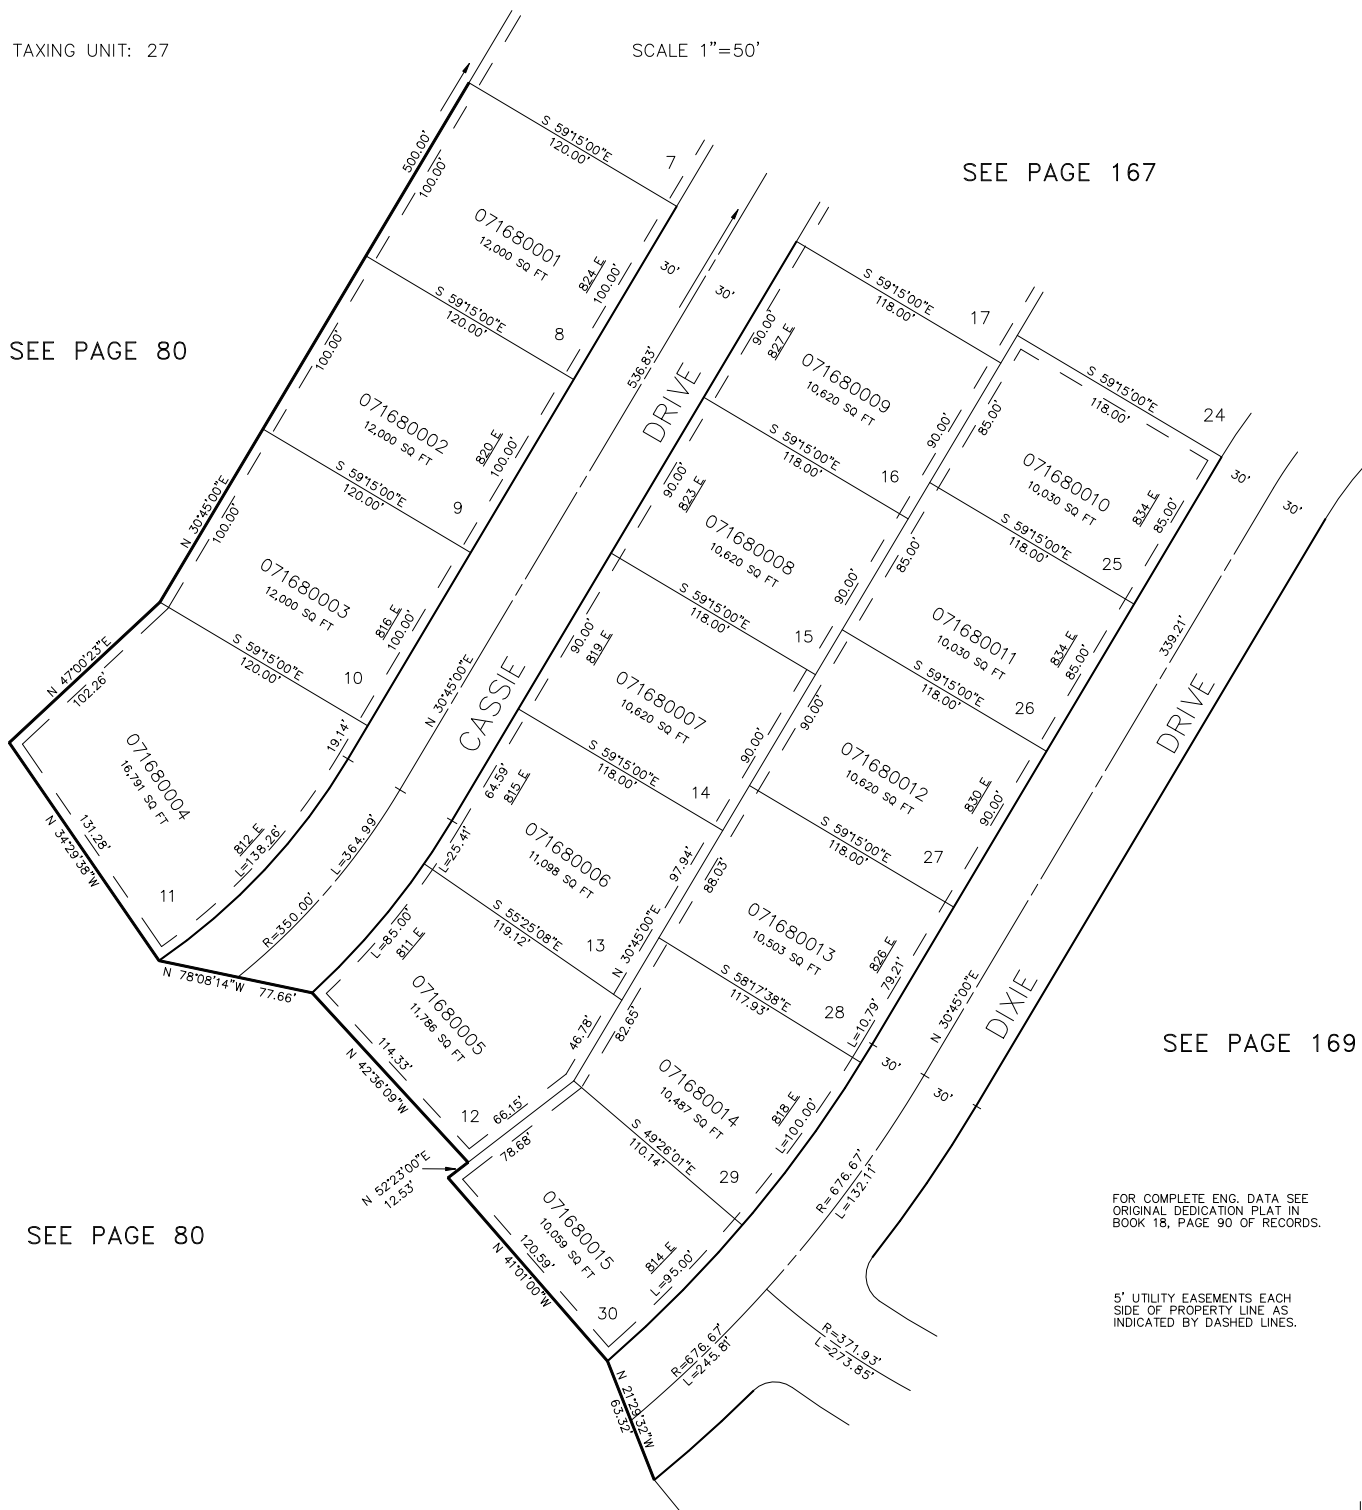 TAXING UNIT: 27
SCALE 1"=50'
SEE PAGE 167
SEE PAGE 80
500.00'
100.00'
S 59°15'00"E
120.00'
7
071680001
12,000 SQ FT
824 E
100.00'
8
S 59°15'00"E
120.00'
100.00'
071680002
12,000 SQ FT
820 E
100.00'
9
S 59°15'00"E
120.00'
N 30°45'00"E
100.00'
071680003
12,000 SQ FT
816 E
100.00'
10
S 59°15'00"E
120.00'
N 47°00'23"E
102.26'
19.14'
071680004
16,791 SQ FT
812 E
L=138.26'
131.28'
N 34°29'38"W
11
30'
30'
536.83'
DRIVE
N 30°45'00"E
CASSIE
L=364.99'
R=350.00'
N 78°08'14"W
77.66'
S 59°15'00"E
118.00'
17
90.00'
827 E
071680009
10,620 SQ FT
90.00'
S 59°15'00"E
118.00'
16
90.00'
823 E
071680008
10,620 SQ FT
90.00'
S 59°15'00"E
118.00'
15
90.00'
819 E
071680007
10,620 SQ FT
90.00'
S 59°15'00"E
118.00'
14
64.59'
815 E
L=25.41'
071680006
11,098 SQ FT
97.94'
N 30°45'00"E
S 55°25'08"E
119.12'
13
L=85.00'
811 E
071680005
11,786 SQ FT
46.78'
114.33'
N 42°36'09"W
12
66.15'
S 59°15'00"E
118.00'
24
85.00'
071680010
10,030 SQ FT
834 E
85.00'
S 59°15'00"E
118.00'
25
85.00'
071680011
10,030 SQ FT
834 E
85.00'
S 59°15'00"E
118.00'
26
90.00'
071680012
10,620 SQ FT
830 E
90.00'
S 59°15'00"E
118.00'
27
88.03'
071680013
10,503 SQ FT
826 E
79.21'
L=10.79'
28
S 58°17'38"E
117.93'
82.65'
071680014
10,487 SQ FT
818 E
L=100.00'
S 49°26'01"E
110.14'
29
78.68'
N 52°23'00"E
12.53'
071680015
10,059 SQ FT
120.59'
N 41°01'00"W
814 E
L=95.00'
30
30'
30'
339.21'
DRIVE
N 30°45'00"E
DIXIE
30'
30'
R=676.67'
L=132.11'
R=676.67'
L=245.81'
R=371.93'
L=273.85'
N 21°29'32"W
63.32'
SEE PAGE 169
SEE PAGE 80
FOR COMPLETE ENG. DATA SEE
ORIGINAL DEDICATION PLAT IN
BOOK 18, PAGE 90 OF RECORDS.
5' UTILITY EASEMENTS EACH
SIDE OF PROPERTY LINE AS
INDICATED BY DASHED LINES.